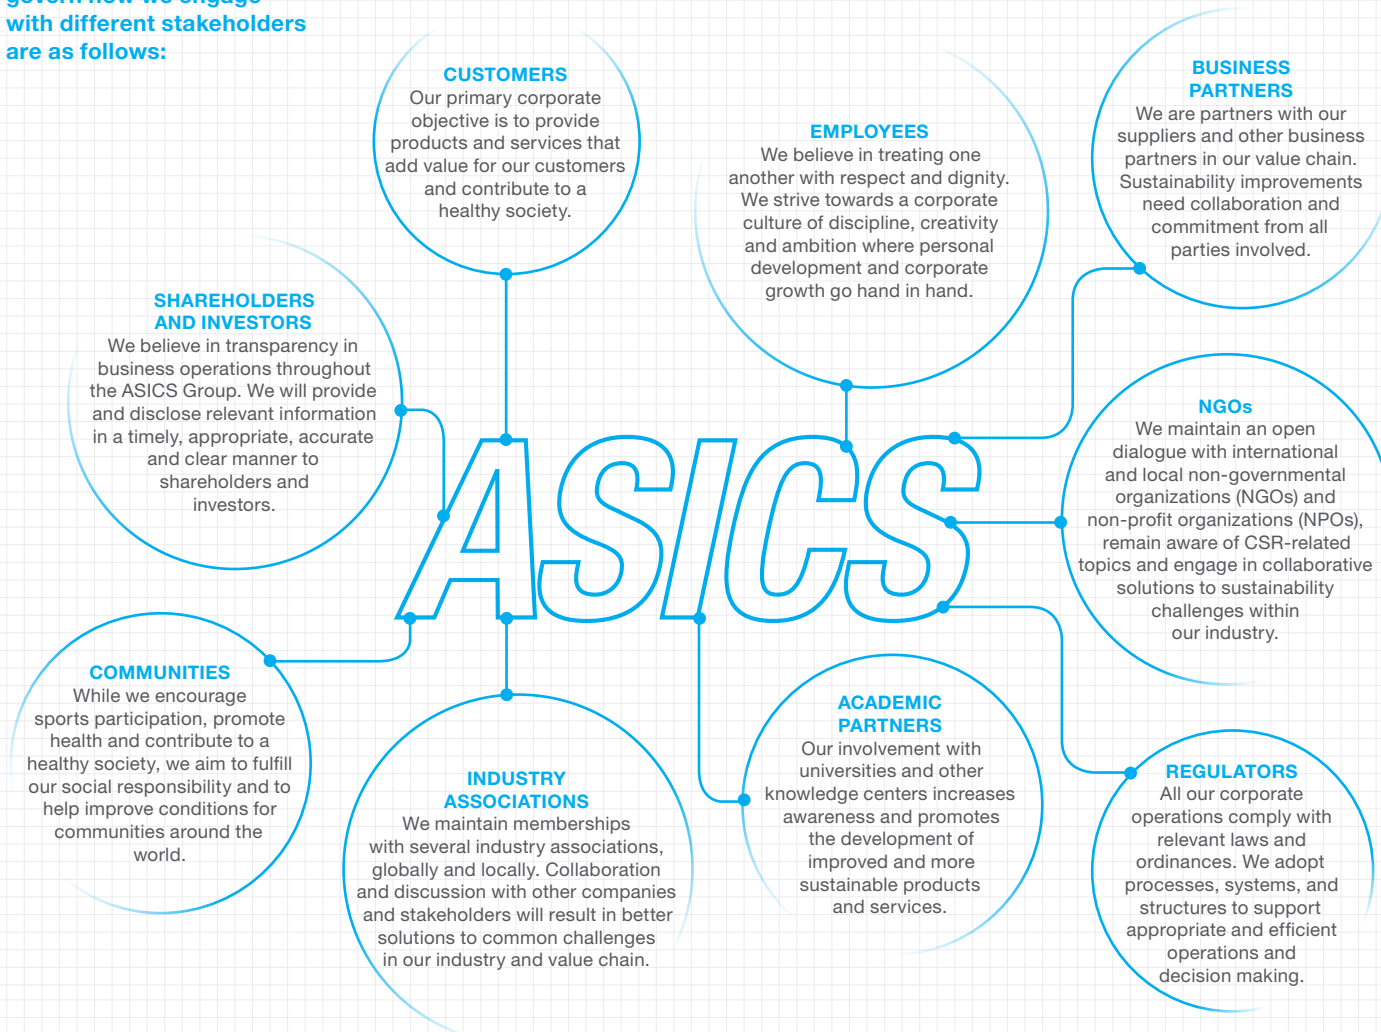 govern how we engage
with different stakeholders
are as follows:
CUSTOMERS
Our primary corporate
objective is to provide
products and services that
add value for our customers
and contribute to a
healthy society.
EMPLOYEES
We believe in treating one
another with respect and dignity.
We strive towards a corporate
culture of discipline, creativity
and ambition where personal
development and corporate
growth go hand in hand.
BUSINESS
PARTNERS
We are partners with our
suppliers and other business
partners in our value chain.
Sustainability improvements
need collaboration and
commitment from all
parties involved.
SHAREHOLDERS
AND INVESTORS
We believe in transparency in
business operations throughout
the ASICS Group. We will provide
and disclose relevant information
in a timely, appropriate, accurate
and clear manner to
shareholders and
investors.
NGOs
We maintain an open
dialogue with international
and local non-governmental
organizations (NGOs) and
non-profit organizations (NPOs),
remain aware of CSR-related
topics and engage in collaborative
solutions to sustainability
challenges within
our industry.
ASICS
COMMUNITIES
While we encourage
sports participation, promote
health and contribute to a
healthy society, we aim to fulfill
our social responsibility and to
help improve conditions for
communities around the
world.
INDUSTRY
ASSOCIATIONS
We maintain memberships
with several industry associations,
globally and locally. Collaboration
and discussion with other companies
and stakeholders will result in better
solutions to common challenges
in our industry and value chain.
ACADEMIC
PARTNERS
Our involvement with
universities and other
knowledge centers increases
awareness and promotes
the development of
improved and more
sustainable products
and services.
REGULATORS
All our corporate
operations comply with
relevant laws and
ordinances. We adopt
processes, systems, and
structures to support
appropriate and efficient
operations and
decision making.